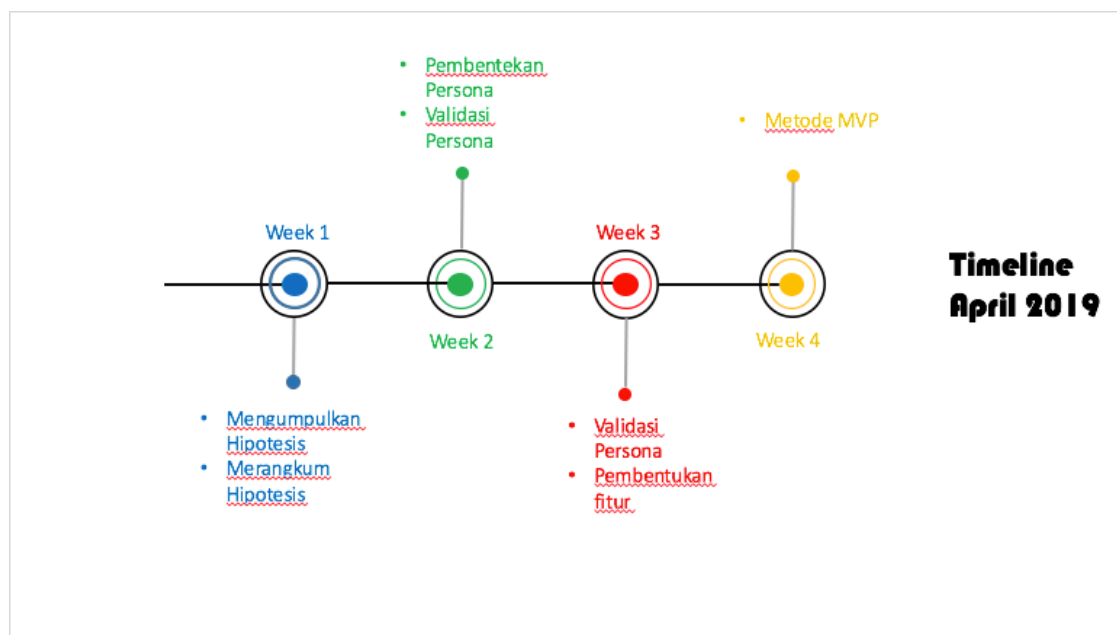 • Pembentekan
Persona
• Validasi
Persona
• Metode MVP
Week 1
Week 3
Timeline
April 2019
Week 2
Week 4
• Mengumpulkan
Hipotesis
• Merangkum
Hipotesis
• Validasi
Persona
• Pembentukan
fitur